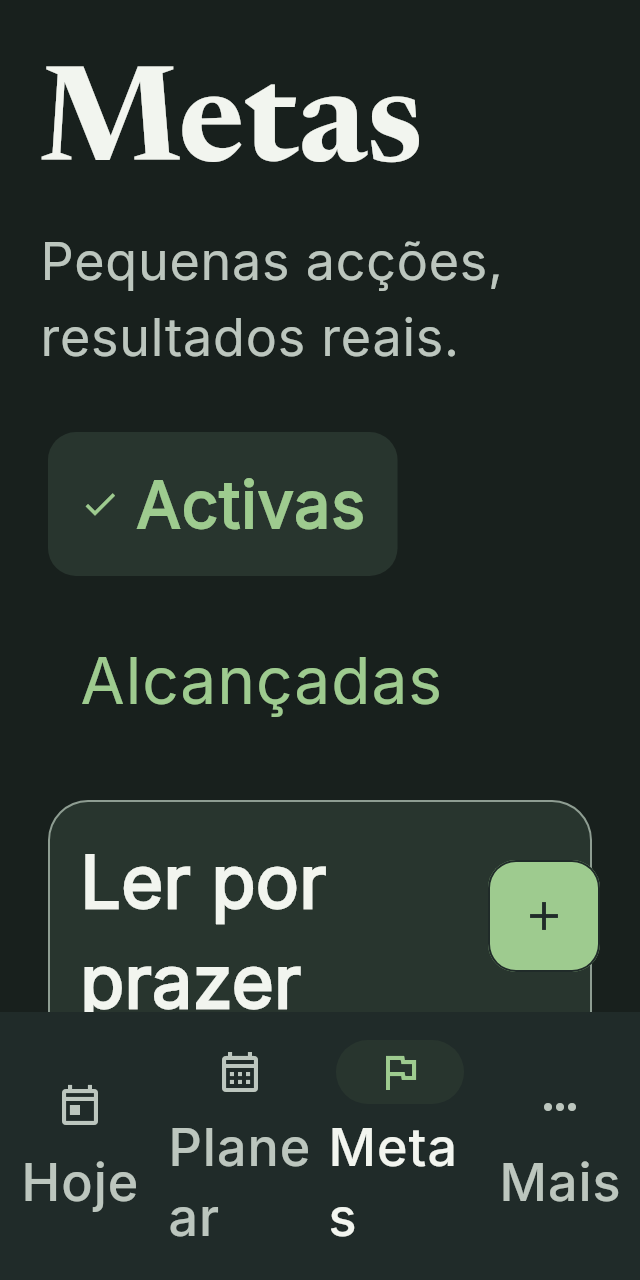 Metas
Pequenas acções,
resultados reais.
Activas
Alcançadas
Ler por
prazer
Hoje
Plane
ar
Meta
s
Mais